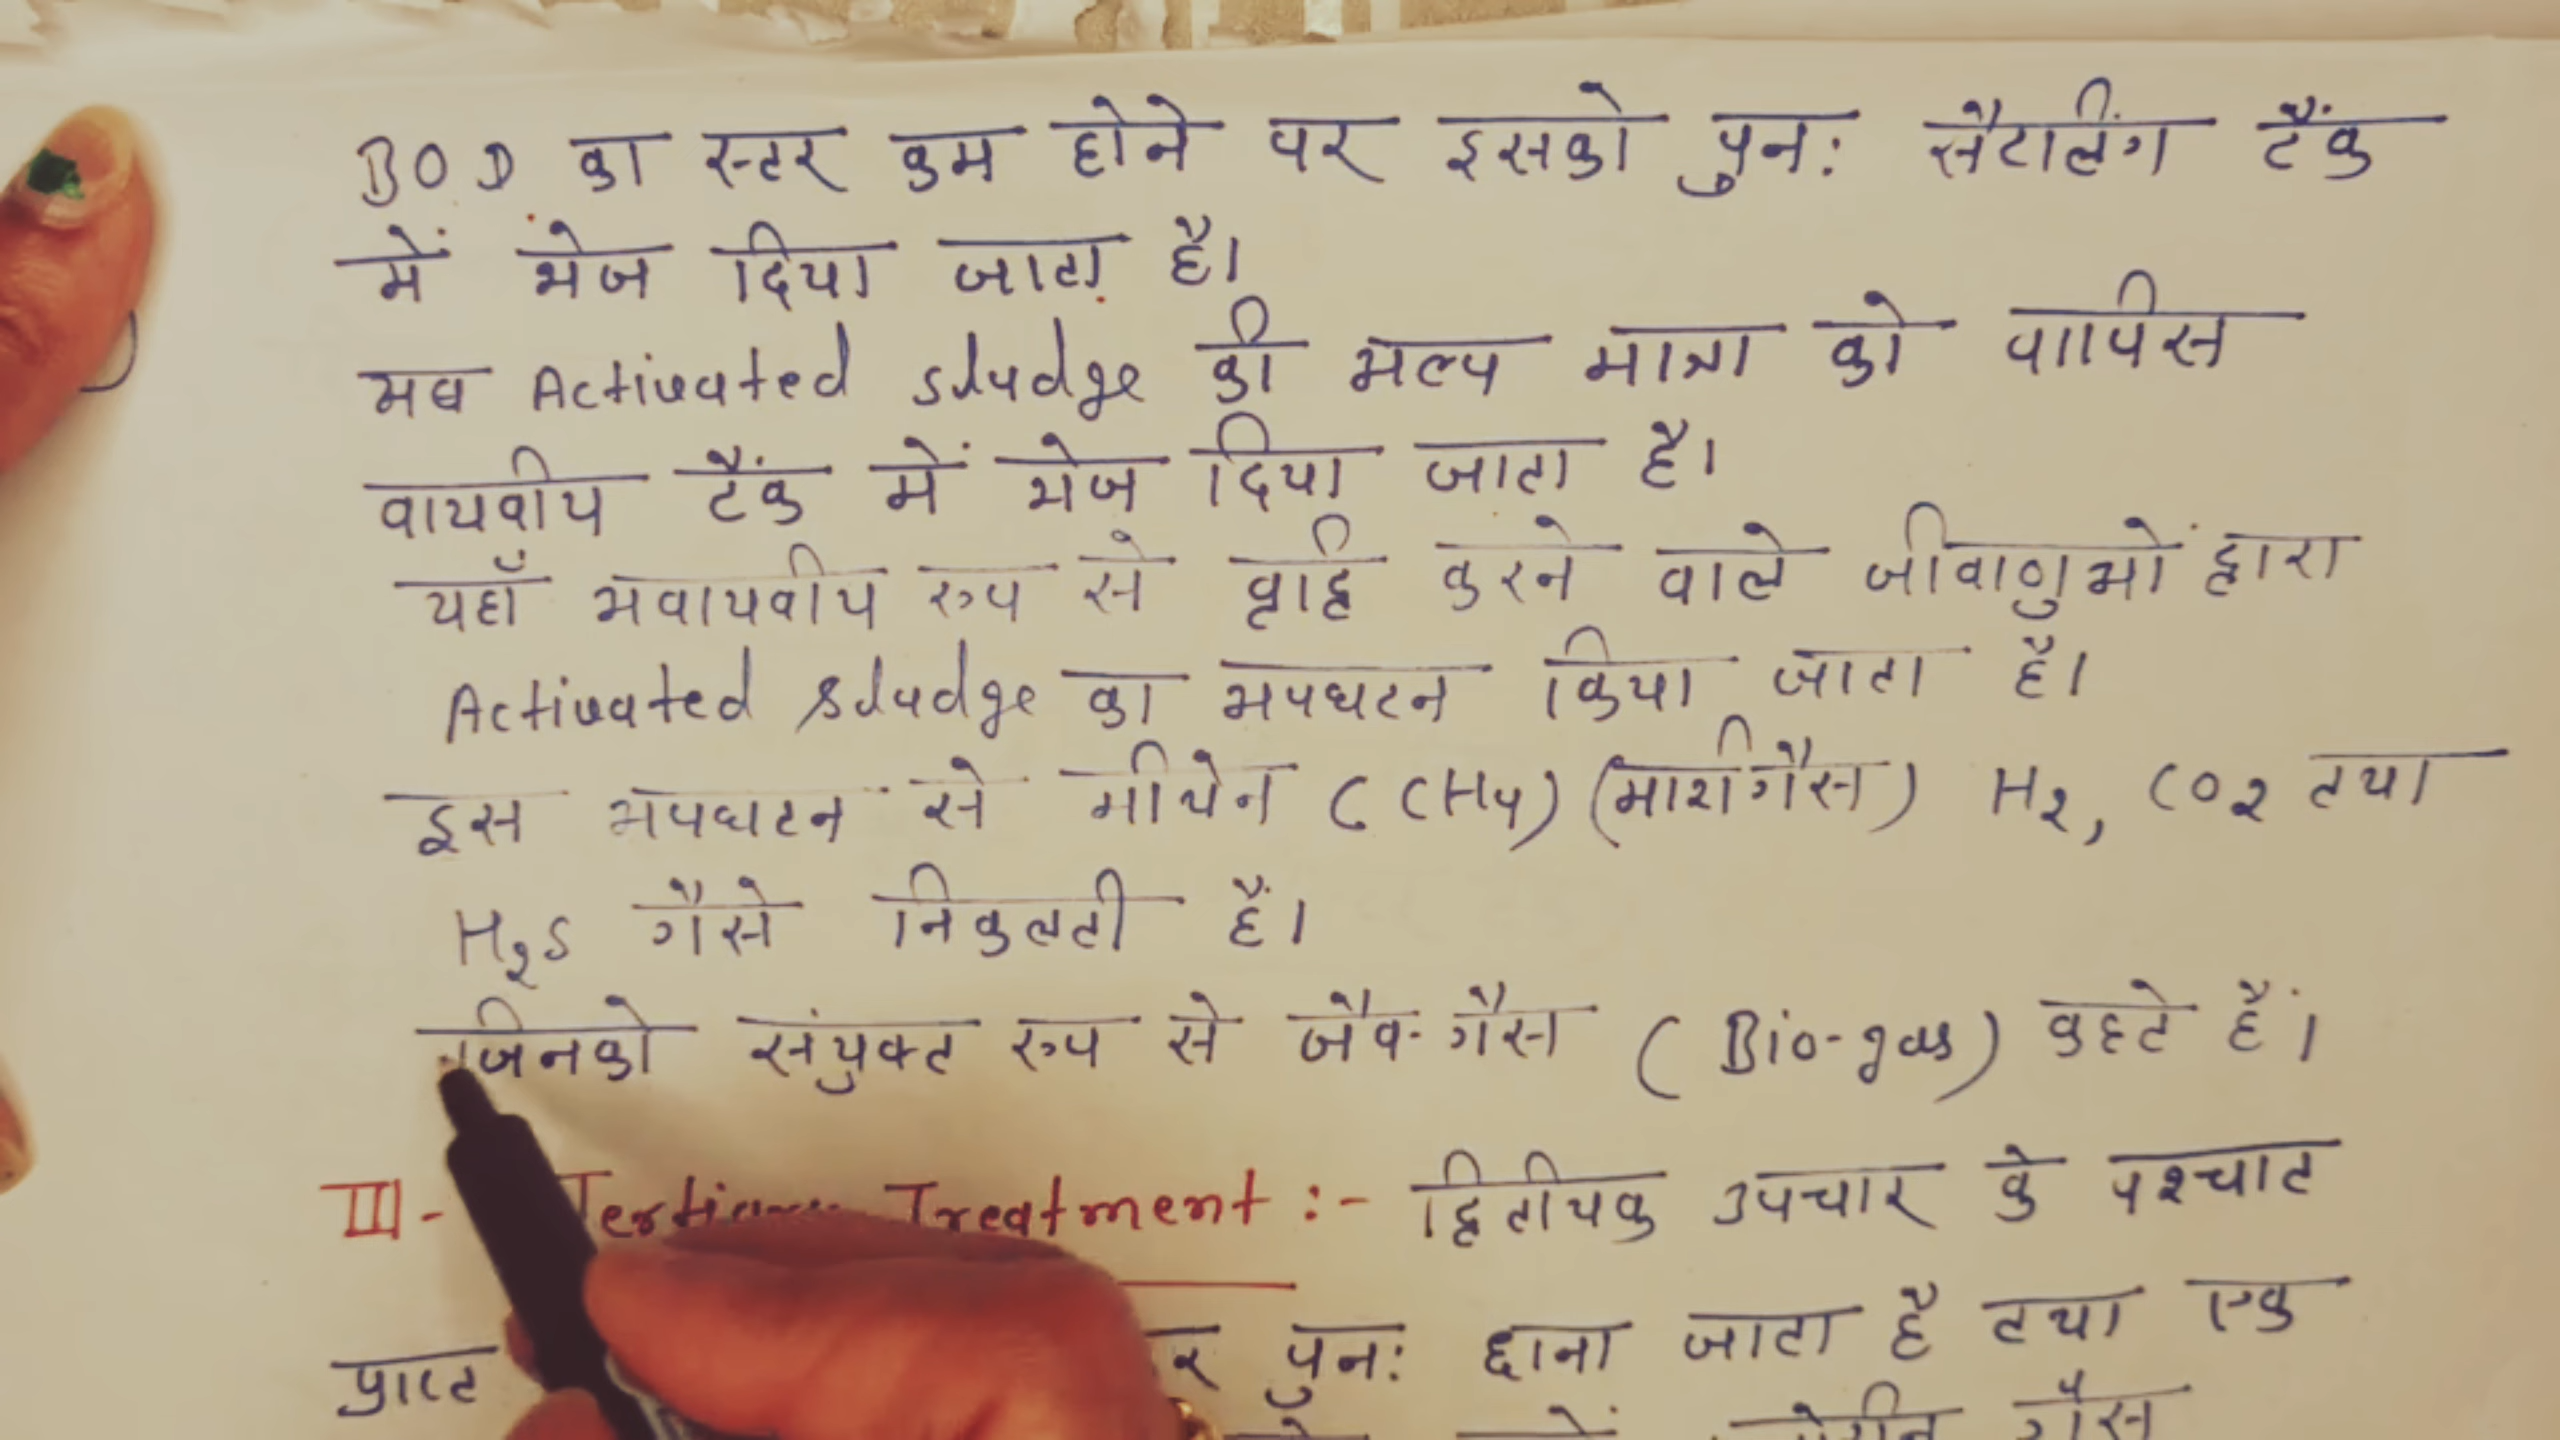 BOD का स्तर कम होने पर इसको पुनः सैटलिंग टैंक
में भेज दिया जाता है।
अब Activated sludge की अल्प मात्रा को वापिस
वायवीय टैंक में भेज दिया जाता है।
यहाँ अवायवीय रूप से वृद्धि करने वाले जीवाणुओं द्वारा
Activated sludge का अपघटन किया जाता है।
इस अपघटन से मीथेन (CH4) (मार्शगैस) H2, CO2 तथा
H2S गैसे निकलती हैं।
जिनको संयुक्त रूप से जैव-गैस (Bio-gas) कहते हैं।
III- Tertiary Treatment :- द्वितीयक उपचार के पश्चात
प्राप्त पुनः छाना जाता है तथा एक
गैस